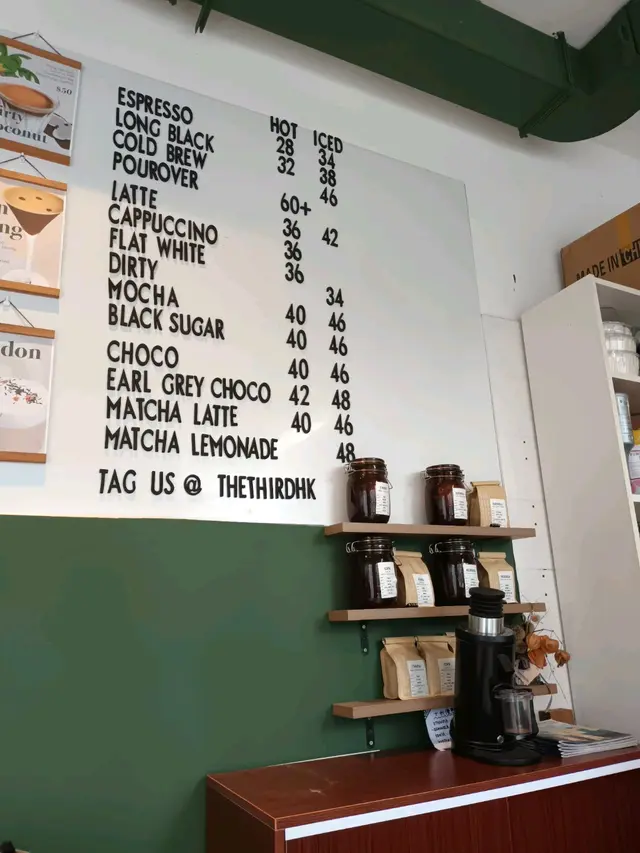 HOT ICED
ESPRESSO 28 34
LONG BLACK 32 38
COLD BREW 46
POUROVER 60+
LATTE 36 42
CAPPUCCINO 36
FLAT WHITE 36
DIRTY 34
MOCHA 40 46
BLACK SUGAR 40 46
CHOCO 40 46
EARL GREY CHOCO 42 48
MATCHA LATTE 40 46
MATCHA LEMONADE 48
TAG US @ THETHIRDHK
$50
MADE IN